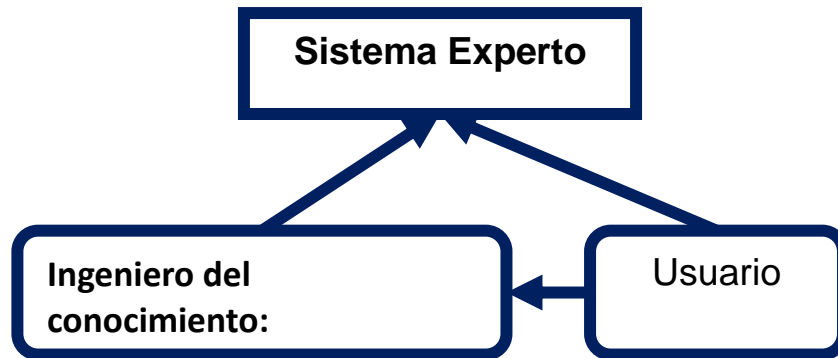 Sistema Experto
Ingeniero del
conocimiento:
Usuario